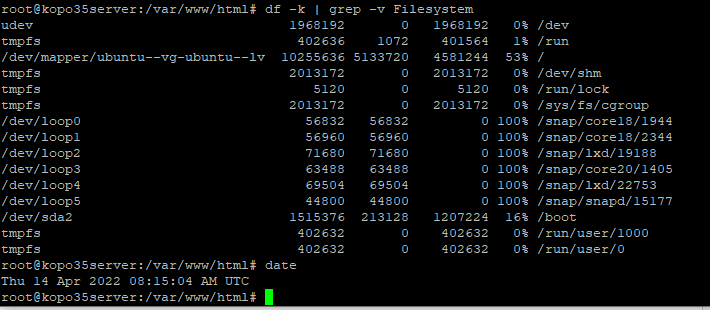 root@kopo35server:/var/www/html# df -k | grep -v Filesystem
udev                               1968192       0   1968192   0% /dev
tmpfs                               402636    1072    401564   1% /run
/dev/mapper/ubuntu--vg-ubuntu--lv 10255636 5133720   4581244  53% /
tmpfs                              2013172       0   2013172   0% /dev/shm
tmpfs                                 5120       0      5120   0% /run/lock
tmpfs                              2013172       0   2013172   0% /sys/fs/cgroup
/dev/loop0                           56832   56832         0 100% /snap/core18/1944
/dev/loop1                           56960   56960         0 100% /snap/core18/2344
/dev/loop2                           71680   71680         0 100% /snap/lxd/19188
/dev/loop3                           63488   63488         0 100% /snap/core20/1405
/dev/loop4                           69504   69504         0 100% /snap/lxd/22753
/dev/loop5                           44800   44800         0 100% /snap/snapd/15177
/dev/sda2                          1515376  213128   1207224  16% /boot
tmpfs                               402632       0    402632   0% /run/user/1000
tmpfs                               402632       0    402632   0% /run/user/0
root@kopo35server:/var/www/html# date
Thu 14 Apr 2022 08:15:04 AM UTC
root@kopo35server:/var/www/html#